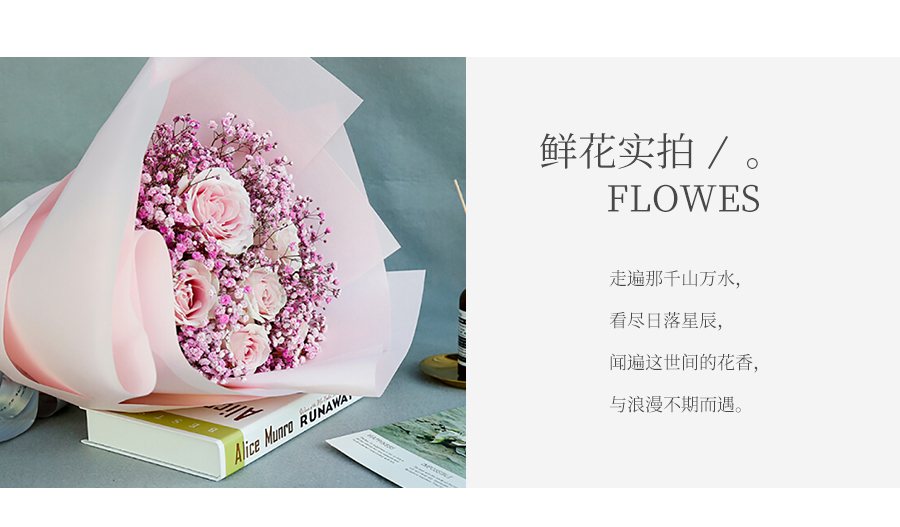 鲜花实拍 / 。
FLOWES
走遍那千山万水，
看尽日落星辰，
闻遍这世间的花香，
与浪漫不期而遇。
Alice Munro
RUNAWAY
BEST